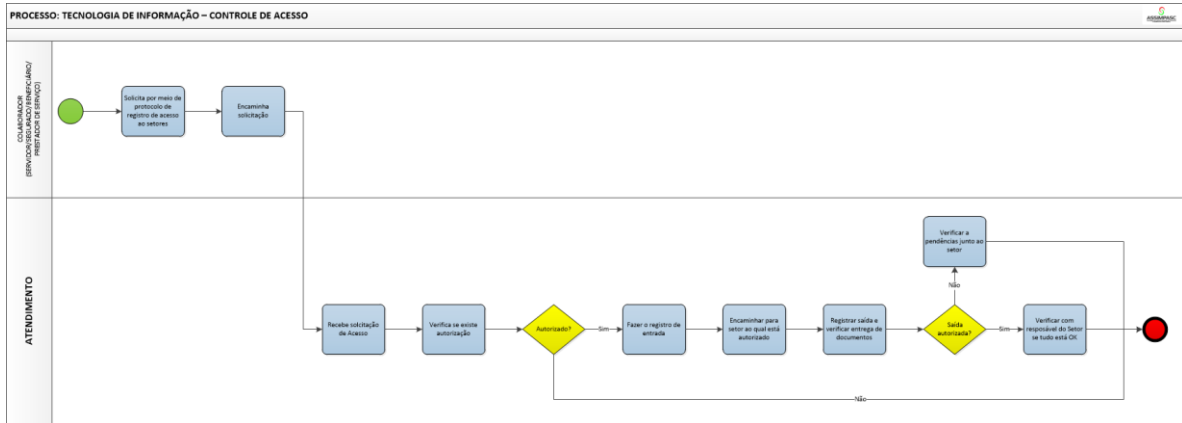 PROCESSO: TECNOLOGIA DE INFORMAÇÃO – CONTROLE DE ACESSO
ASSIMPASC
COLABORADOR
(SERVIDOR/SEGURADO/BENEFICIÁRIO/
PRESTADOR DE SERVIÇO)
Solicita por meio de
protocolo de
registro de acesso
ao setores
Encaminha
solicitação
ATENDIMENTO
Recebe solcitação
de Acesso
Verifica se existe
autorização
Autorizado?
Sim
Fazer o registro de
entrada
Encaminhar para
setor ao qual está
autorizado
Registrar saída e
verificar entrega de
documentos
Saída
autorizada?
Não
Verificar a
pendências junto ao
setor
Sim
Verificar com
resposável do Setor
se tudo está OK
Não